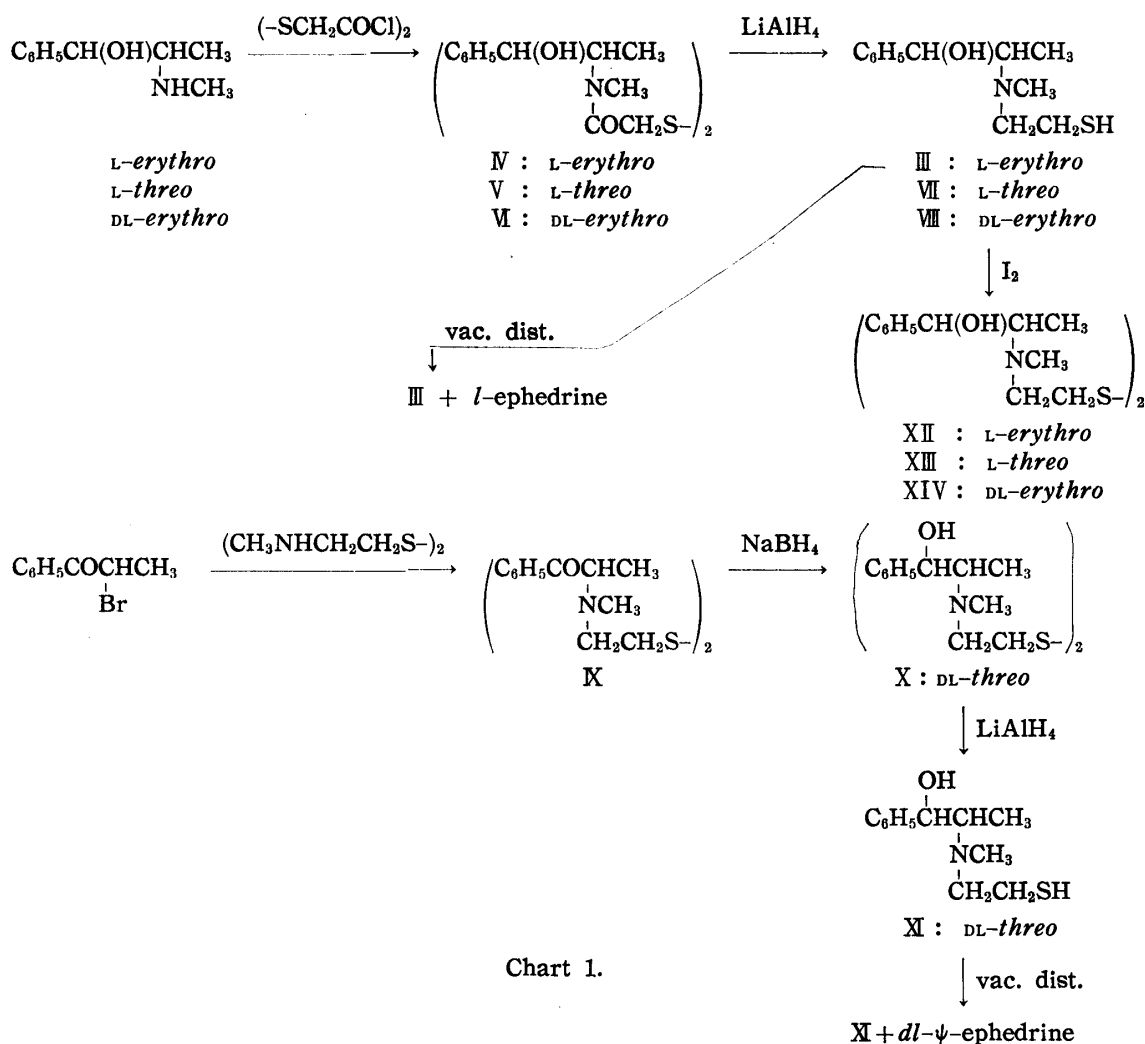 (–SCH₂COCl)₂
LiAlH₄
C₆H₅CH(OH)CHCH₃
NHCH₃
(C₆H₅CH(OH)CHCH₃
NCH₃
COCH₂S–)₂
C₆H₅CH(OH)CHCH₃
NCH₃
CH₂CH₂SH
L-erythro
L-threo
DL-erythro
Ⅳ : L-erythro
Ⅴ : L-threo
Ⅵ : DL-erythro
Ⅲ : L-erythro
Ⅶ : L-threo
Ⅷ : DL-erythro
I₂
vac. dist.
Ⅲ + l-ephedrine
(C₆H₅CH(OH)CHCH₃
NCH₃
CH₂CH₂S–)₂
XⅡ : L-erythro
XⅢ : L-threo
XIV : DL-erythro
(CH₃NHCH₂CH₂S–)₂
NaBH₄
C₆H₅COCHCH₃
Br
(C₆H₅COCHCH₃
NCH₃
CH₂CH₂S–)₂
Ⅸ
OH
(C₆H₅CHCHCH₃
NCH₃
CH₂CH₂S–)₂
X : DL-threo
LiAlH₄
OH
C₆H₅CHCHCH₃
NCH₃
CH₂CH₂SH
Ⅺ : DL-threo
Chart 1.
vac. dist.
Ⅺ+dl-ψ-ephedrine